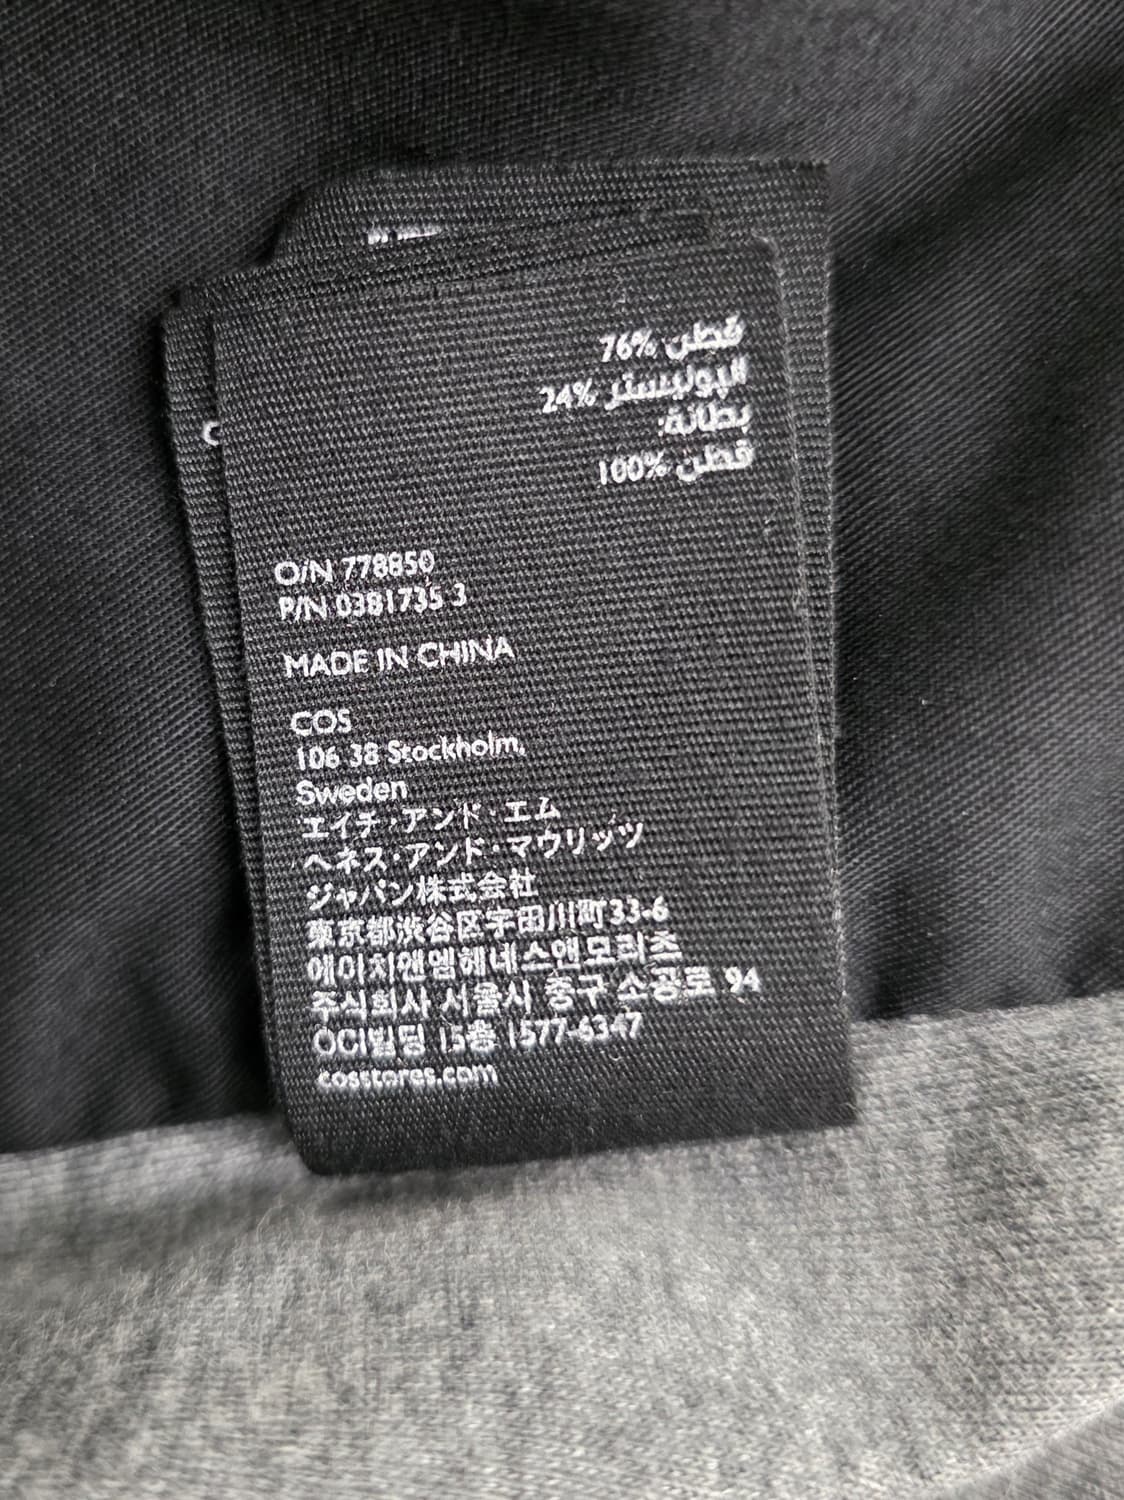 قطن 76%
البوليستر 24%
بطانة:
قطن 100%
O/N 778850
P/N 0381735 3
MADE IN CHINA
COS
106 38 Stockholm,
Sweden
エイチ・アンド・エム
ヘネス・アンド・マウリッツ
ジャパン株式会社
東京都渋谷区宇田川町33-6
에이치앤엠헤네스앤모리츠
주식회사 서울시 중구 소공로 94
OCI빌딩 15층 1577-6347
cosstores.com